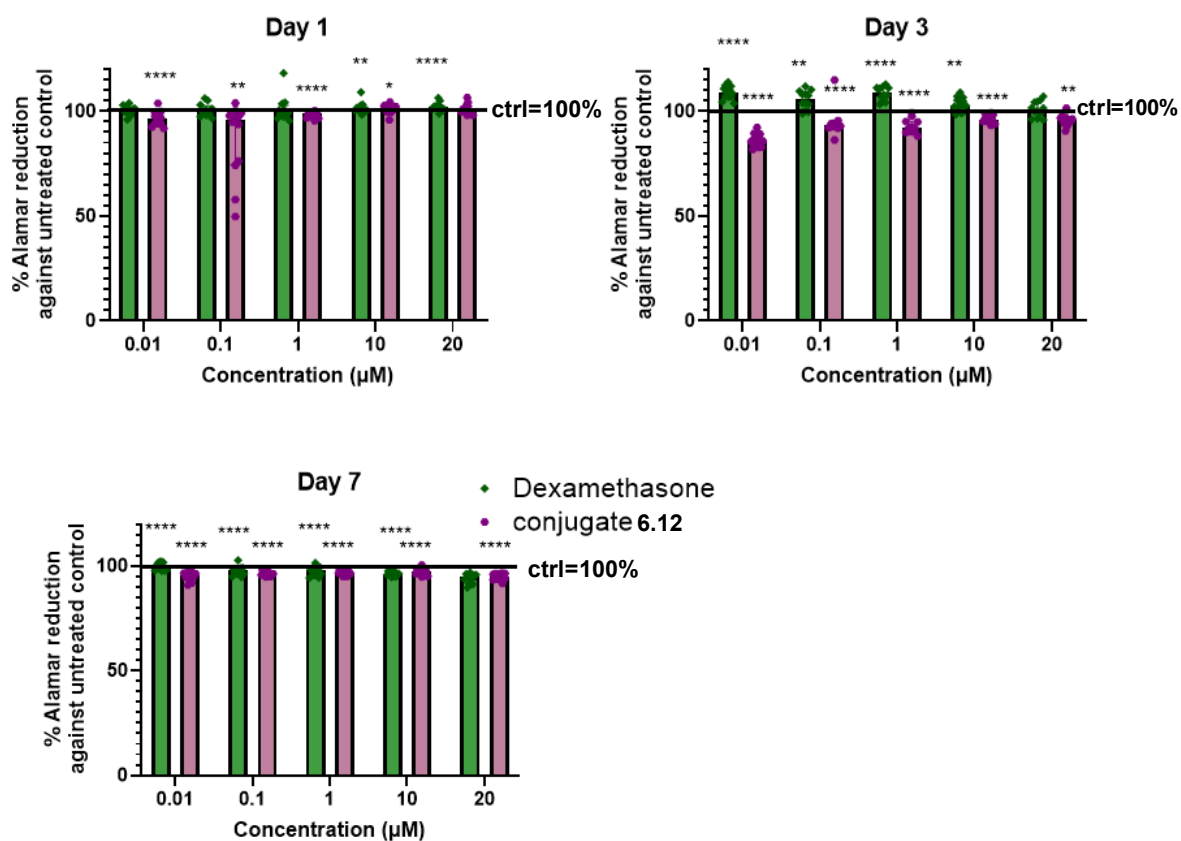 Day 1
% Alamar reduction
against untreated control
100
50
0
**** ** **** ** * ****
ctrl=100%
0.01 0.1 1 10 20
Concentration (µM)
Day 3
% Alamar reduction
against untreated control
100
50
0
**** **** ** **** **** **** ** **** **
ctrl=100%
0.01 0.1 1 10 20
Concentration (µM)
Day 7
Dexamethasone
conjugate 6.12
% Alamar reduction
against untreated control
100
50
0
**** **** **** **** **** **** **** **** ****
ctrl=100%
0.01 0.1 1 10 20
Concentration (µM)